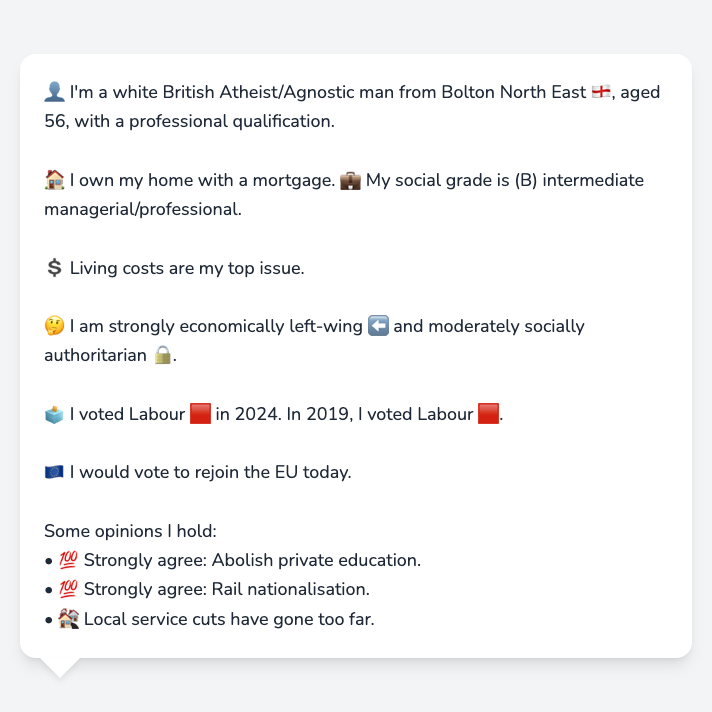 👤 I'm a white British Atheist/Agnostic man from Bolton North East 🏴󠁧󠁢󠁥󠁮󠁧󠁿, aged
56, with a professional qualification.
🏠 I own my home with a mortgage. 💼 My social grade is (B) intermediate
managerial/professional.
💲 Living costs are my top issue.
🤔 I am strongly economically left-wing ⬅️ and moderately socially
authoritarian 🔒.
🗳️ I voted Labour 🟥 in 2024. In 2019, I voted Labour 🟥.
🇪🇺 I would vote to rejoin the EU today.
Some opinions I hold:
• 💯 Strongly agree: Abolish private education.
• 💯 Strongly agree: Rail nationalisation.
• 🏚️ Local service cuts have gone too far.